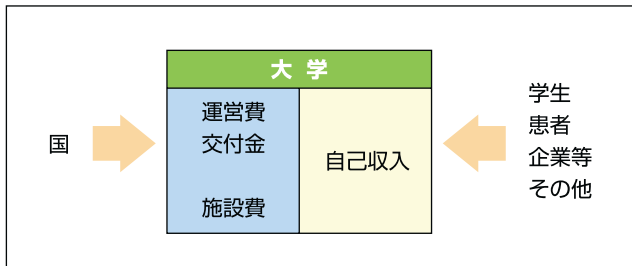 大学
国
運営費
交付金
施設費
自己収入
学生
患者
企業等
その他